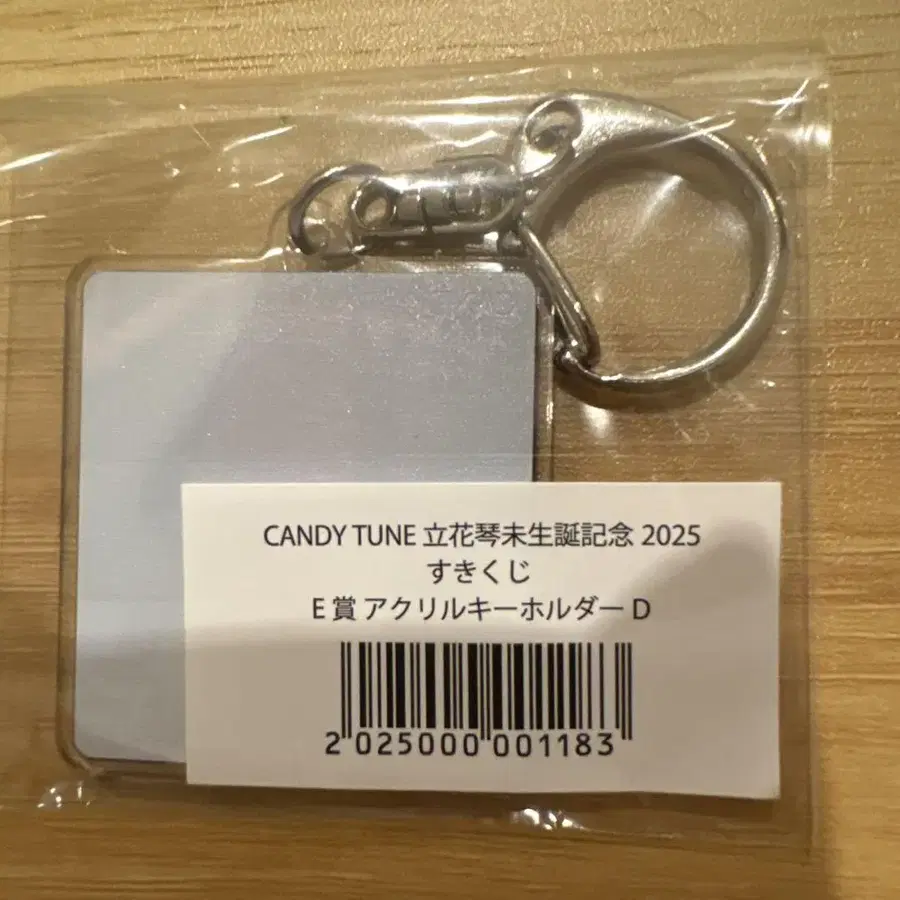 CANDY TUNE 立花琴未生誕記念 2025
すきくじ
E 賞 アクリルキーホルダー D
2 025000 001183